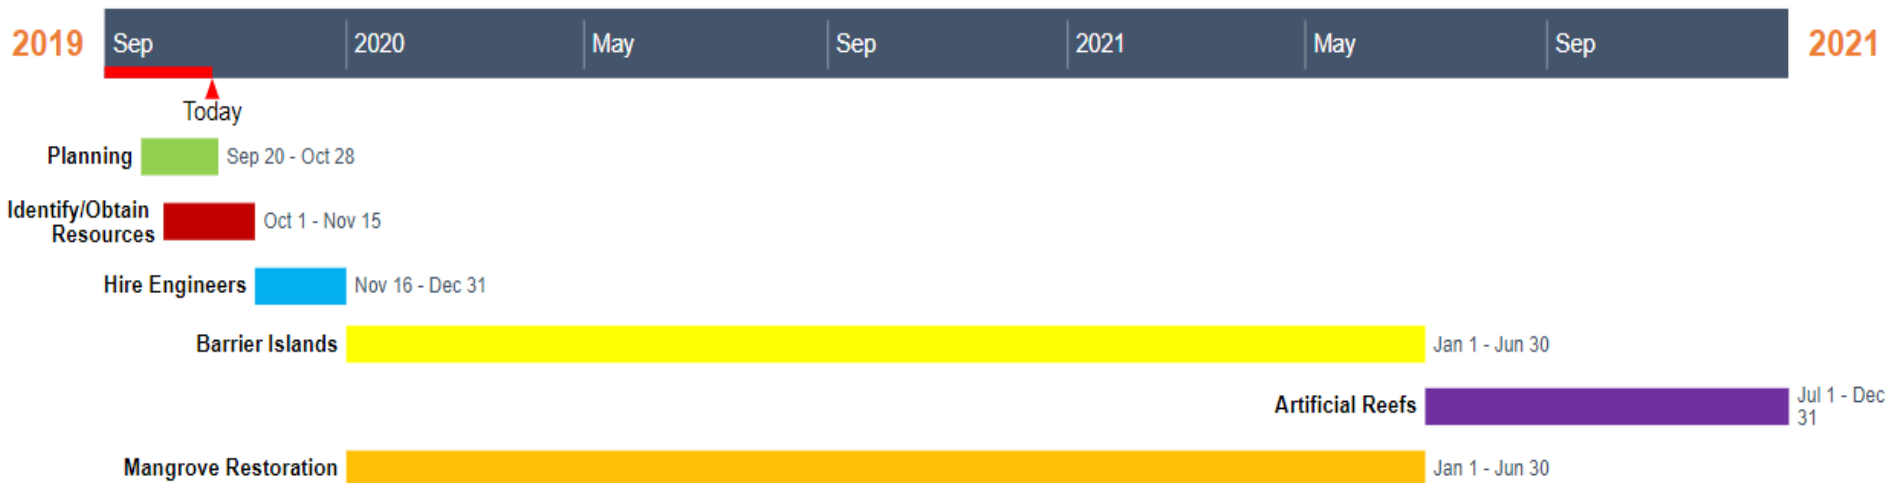 2019 Sep 2020 May Sep 2021 May Sep 2021
Today
Planning Sep 20 - Oct 28
Identify/Obtain
Resources Oct 1 - Nov 15
Hire Engineers Nov 16 - Dec 31
Barrier Islands Jan 1 - Jun 30
Artificial Reefs Jul 1 - Dec
31
Mangrove Restoration Jan 1 - Jun 30